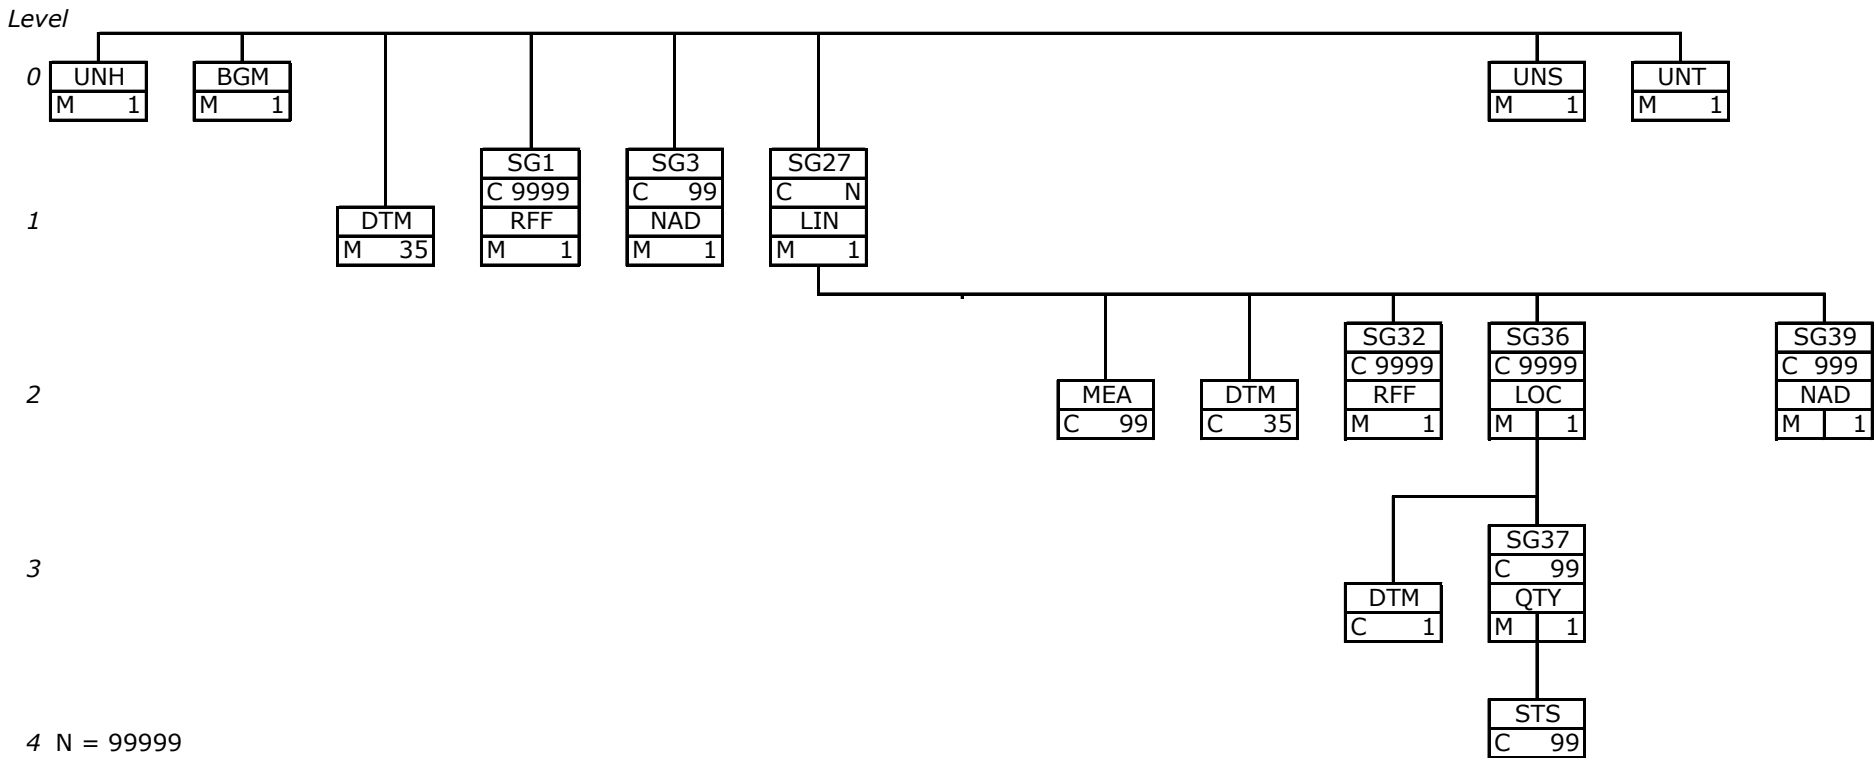 Level
0 UNH BGM UNS UNT
M 1 M 1 M 1 M 1
SG1 SG3 SG27
C 9999 C 99 C N
1 DTM RFF NAD LIN
M 35 M 1 M 1 M 1
SG32 SG36 SG39
C 9999 C 9999 C 999
2 MEA DTM RFF LOC NAD
C 99 C 35 M 1 M 1 M 1
SG37
3 C 99
DTM QTY
C 1 M 1
STS
4 N = 99999 C 99